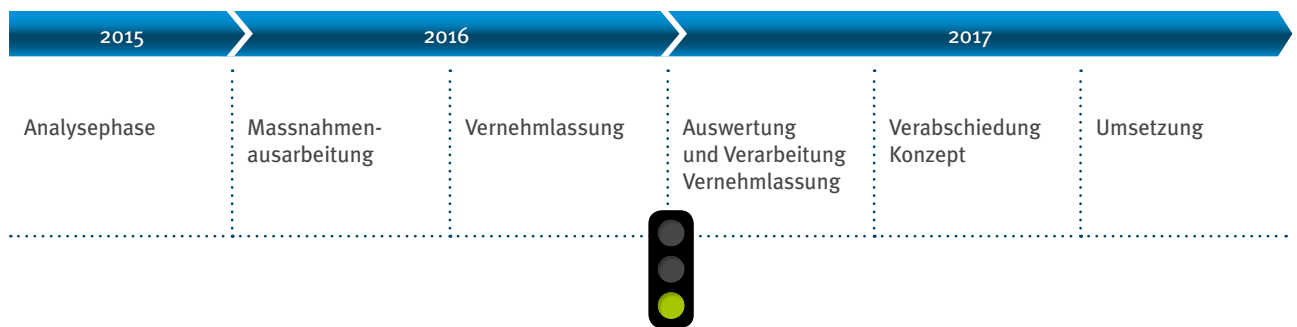 2015
2016
2017
Analysephase
Massnahmen-
ausarbeitung
Vernehmlassung
Auswertung
und Verarbeitung
Vernehmlassung
Verabschiedung
Konzept
Umsetzung